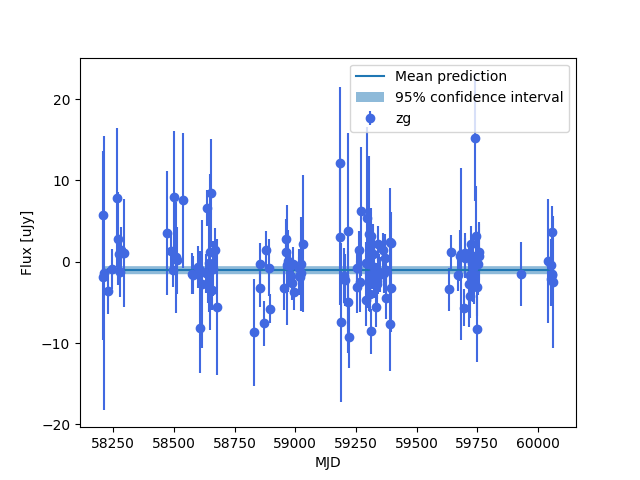 Mean prediction
95% confidence interval
zg
20
10
0
−10
−20
Flux [uJy]
58250 58500 58750 59000 59250 59500 59750 60000
MJD